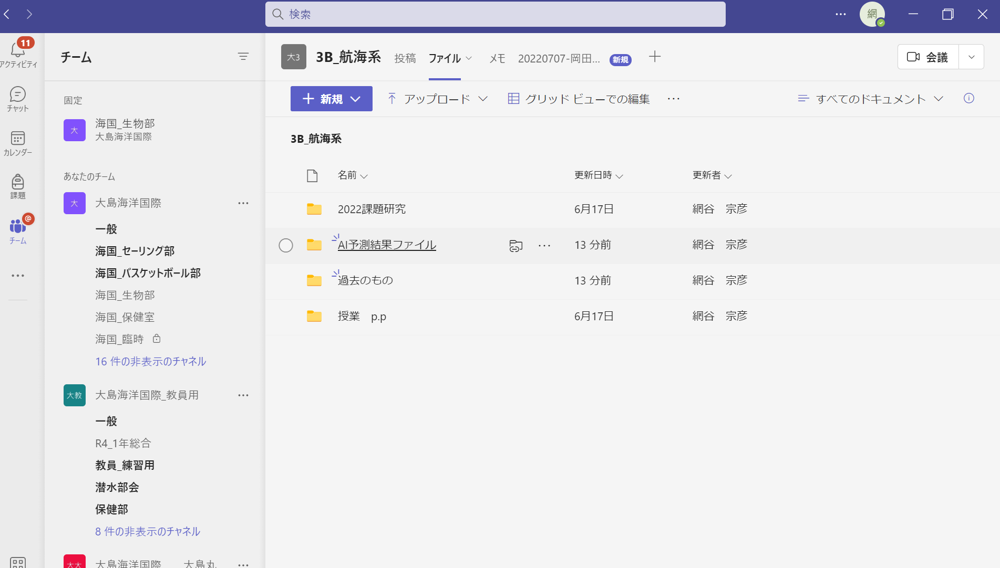 検索
網
11
アクティビティ
チャット
カレンダー
課題
@
チーム
チーム
固定
大
海国_生物部
大島海洋国際
あなたのチーム
大
大島海洋国際
一般
海国_セーリング部
海国_バスケットボール部
海国_生物部
海国_保健室
海国_臨時
16 件の非表示のチャネル
大教
大島海洋国際_教員用
一般
R4_1年総合
教員_練習用
潜水部会
保健部
8 件の非表示のチャネル
大大
大島海洋国際　　大島丸
大3
3B_航海系
投稿
ファイル
メモ
20220707-岡田...
新規
会議
新規
アップロード
グリッド ビューでの編集
すべてのドキュメント
3B_航海系
名前 更新日時 更新者
2022課題研究 6月17日 網谷　宗彦
AI予測結果ファイル 13 分前 網谷　宗彦
過去のもの 13 分前 網谷　宗彦
授業　p.p 6月17日 網谷　宗彦